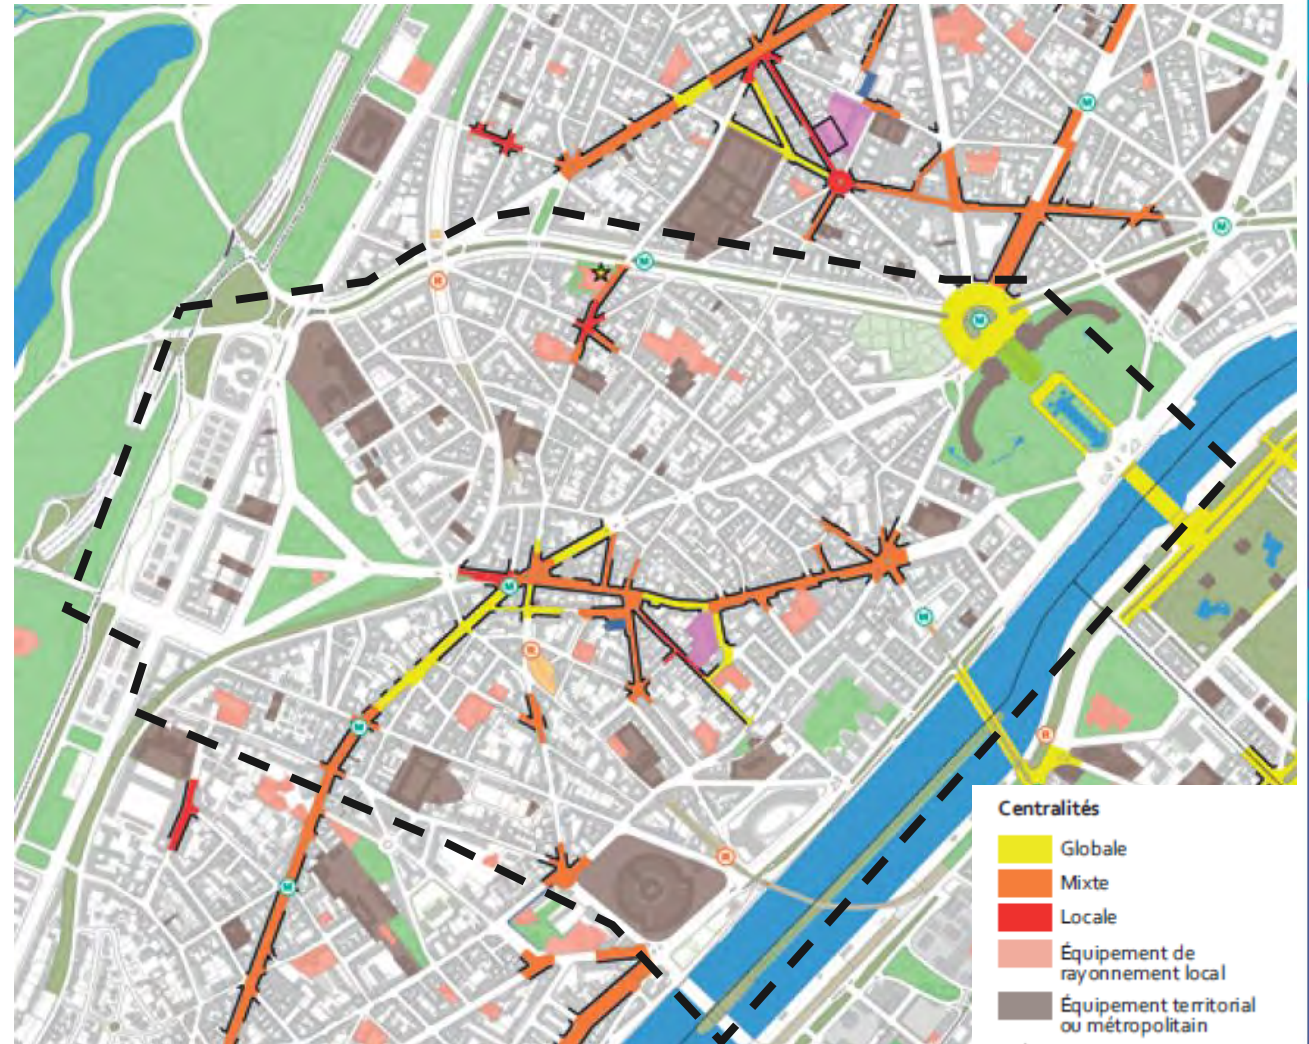 M
M
R
M
M
M
M
R
M
R
R
M
Centralités
Globale
Mixte
Locale
Équipement de
rayonnement local
Équipement territorial
ou métropolitain